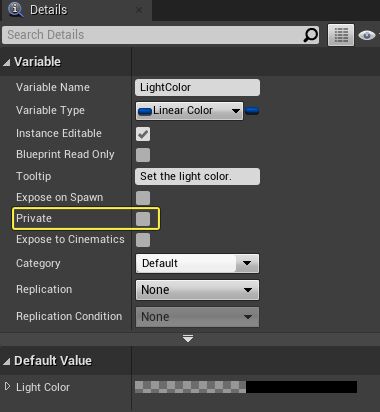 Details
Search Details
Variable
Variable Name LightColor
Variable Type Linear Color
Instance Editable
Blueprint Read Only
Tooltip Set the light color.
Expose on Spawn
Private
Expose to Cinematics
Category Default
Replication None
Replication Condition None
Default Value
Light Color